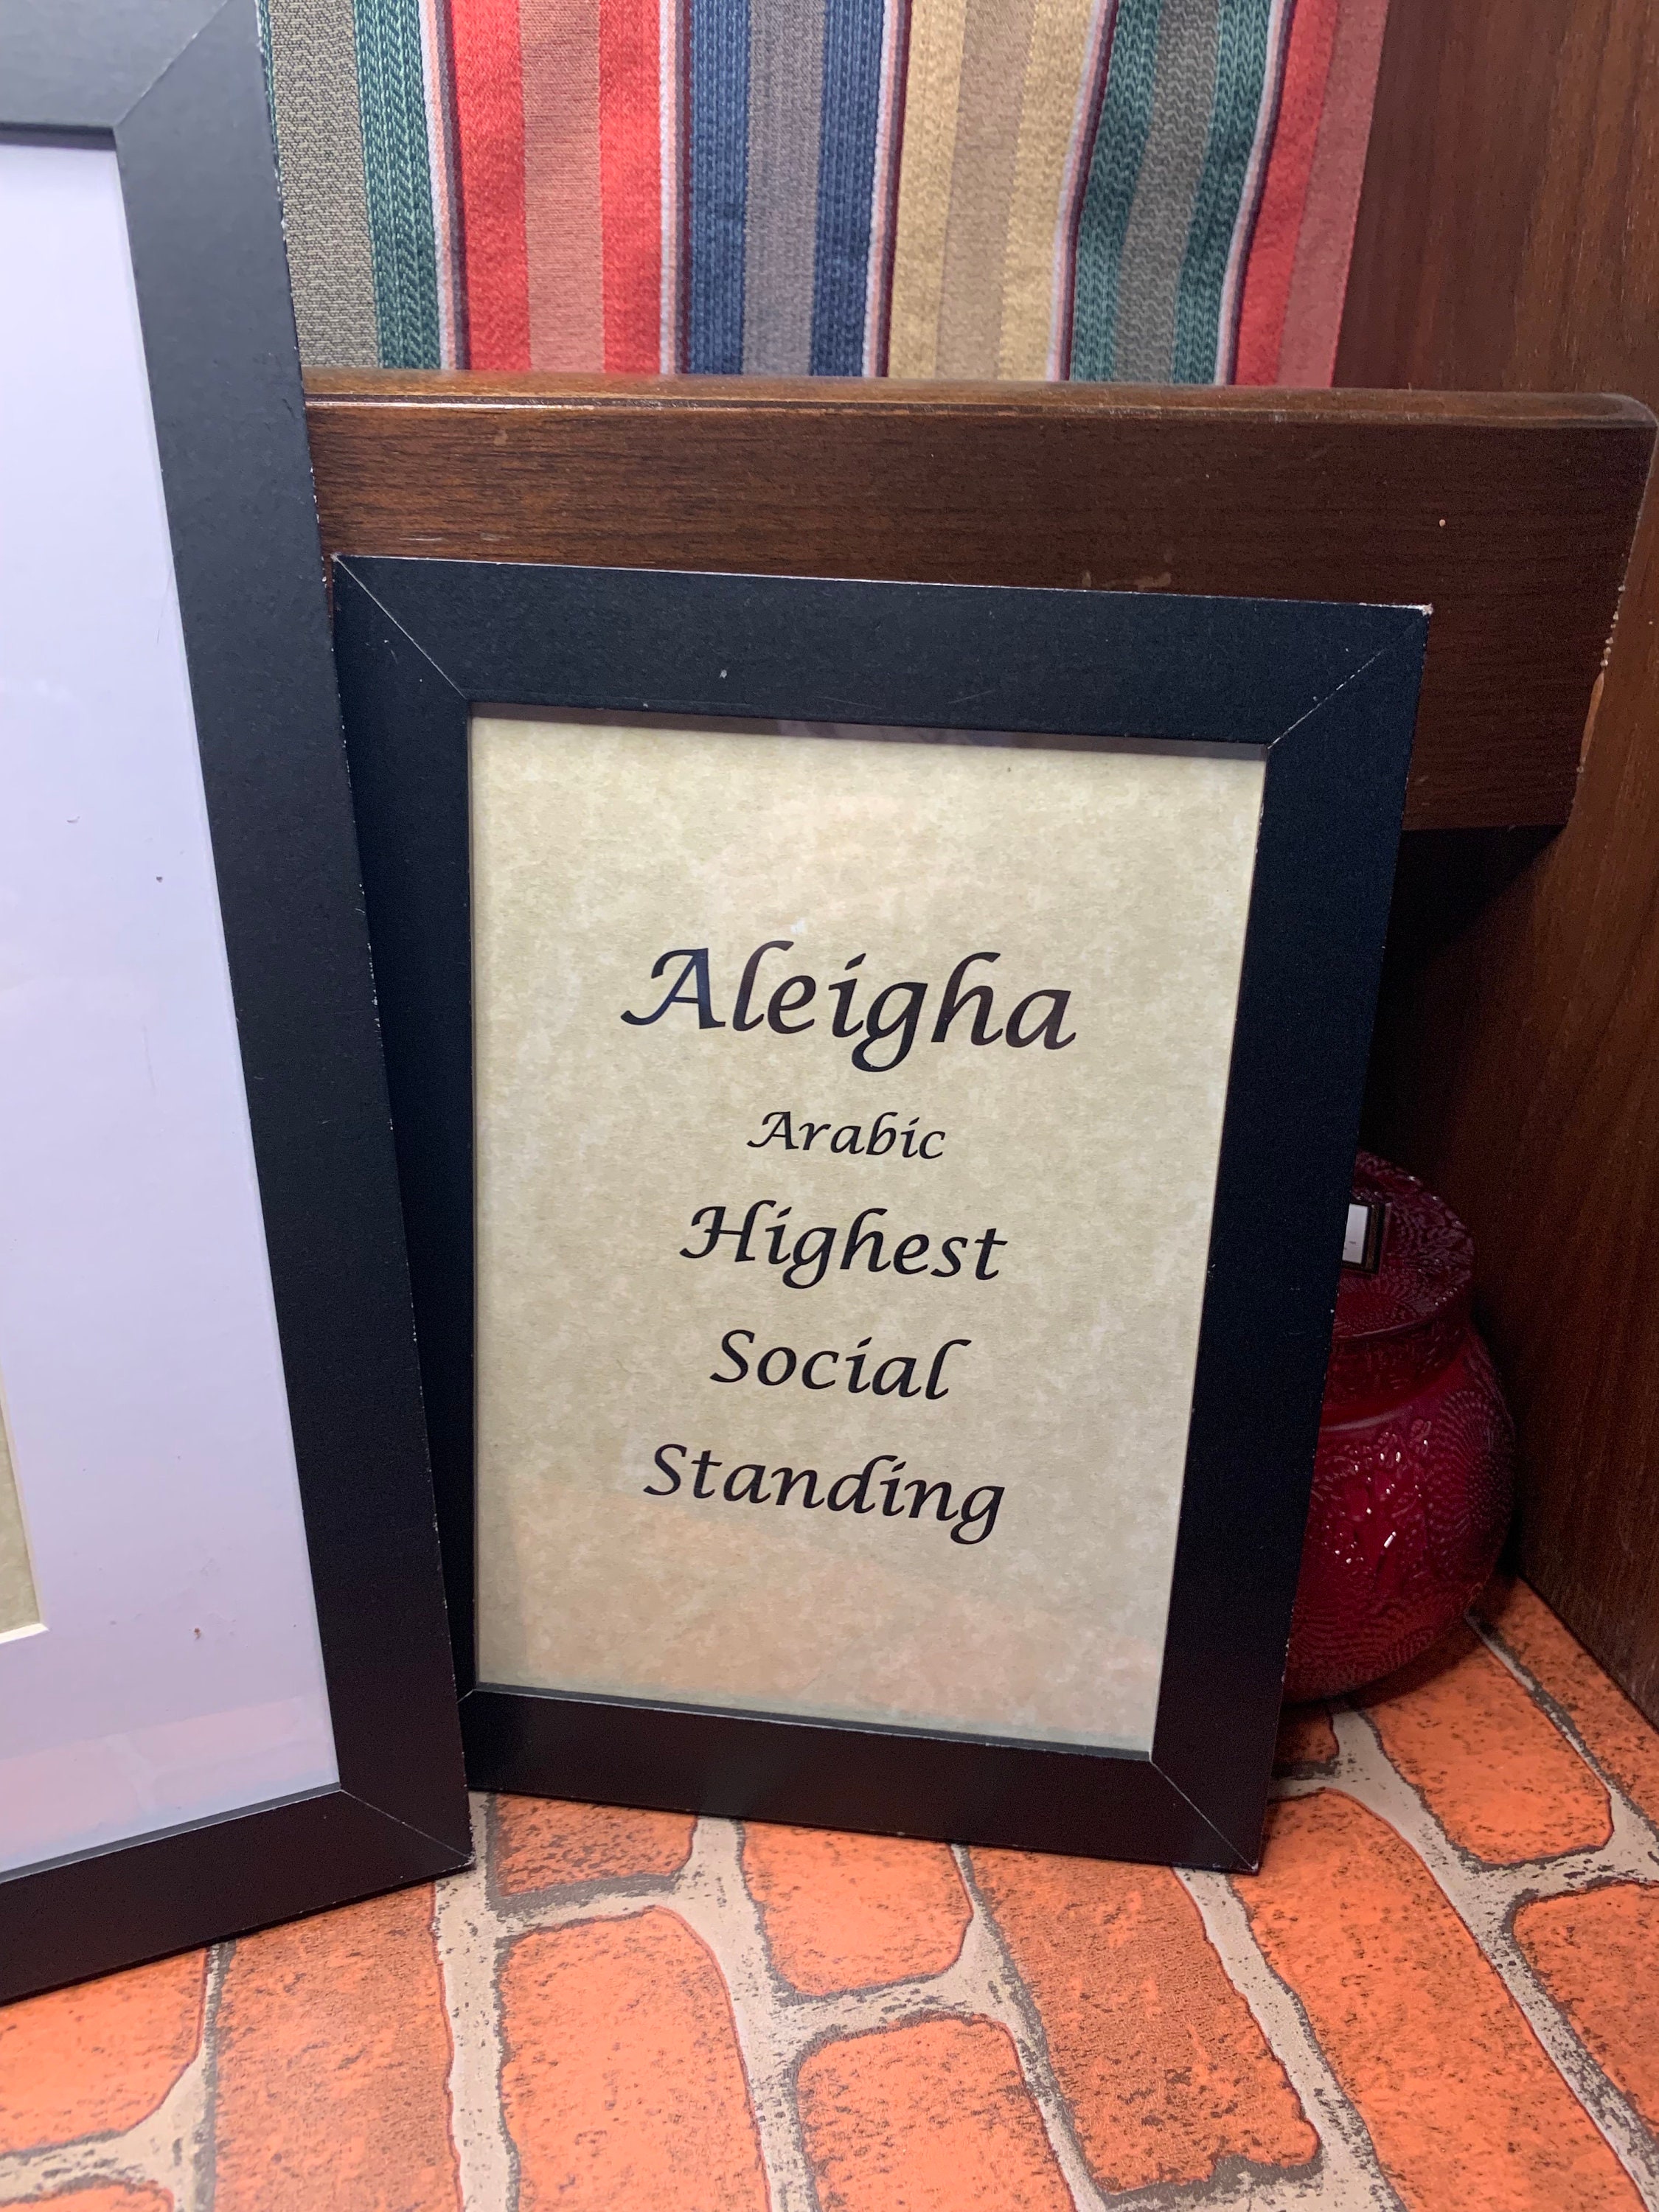 Aleigha
Arabic
Highest
Social
Standing